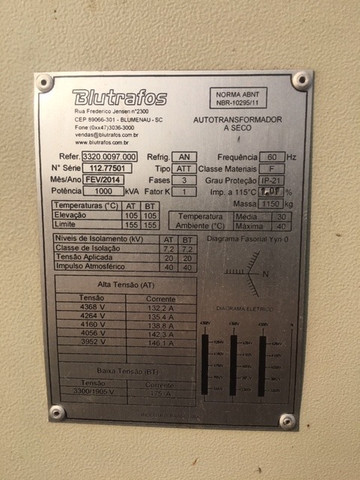 Blutrafos
Rua Frederico Jensen nº2300
CEP 89066-301 - BLUMENAU - SC
Fone (0xx47)3036-3000
vendas@blutrafos.com.br
www.blutrafos.com.br
NORMA ABNT
NBR-10295/11
AUTOTRANSFORMADOR
A SECO
Refer. 3320.0097.000 Refrig. AN Frequência 60 Hz
Nº Série 112.77501 Tipo ATT Classe Materiais F
Mês/Ano FEV/2014 Fases 3 Grau Proteção IP-21
Potência 1000 kVA Fator K 1 Imp. a 115°C %
Massa 1150 kg
Temperaturas (°C) AT BT
Elevação 105 105
Limite 155 155
Temperatura Média 30
Ambiente (°C) Máxima 40
Níveis de Isolamento (kV) AT BT
Classe de Isolação 7,2 7,2
Tensão Aplicada 20 20
Impulso Atmosférico 40 40
Diagrama Fasorial Yyn 0
N
Alta Tensão (AT)
Tensão Corrente
4368 V 132,2 A
4264 V 135,4 A
4160 V 138,8 A
4056 V 142,3 A
3952 V 146,1 A
DIAGRAMA ELÉTRICO
Baixa Tensão (BT)
Tensão Corrente
3300/1905 V 175 A